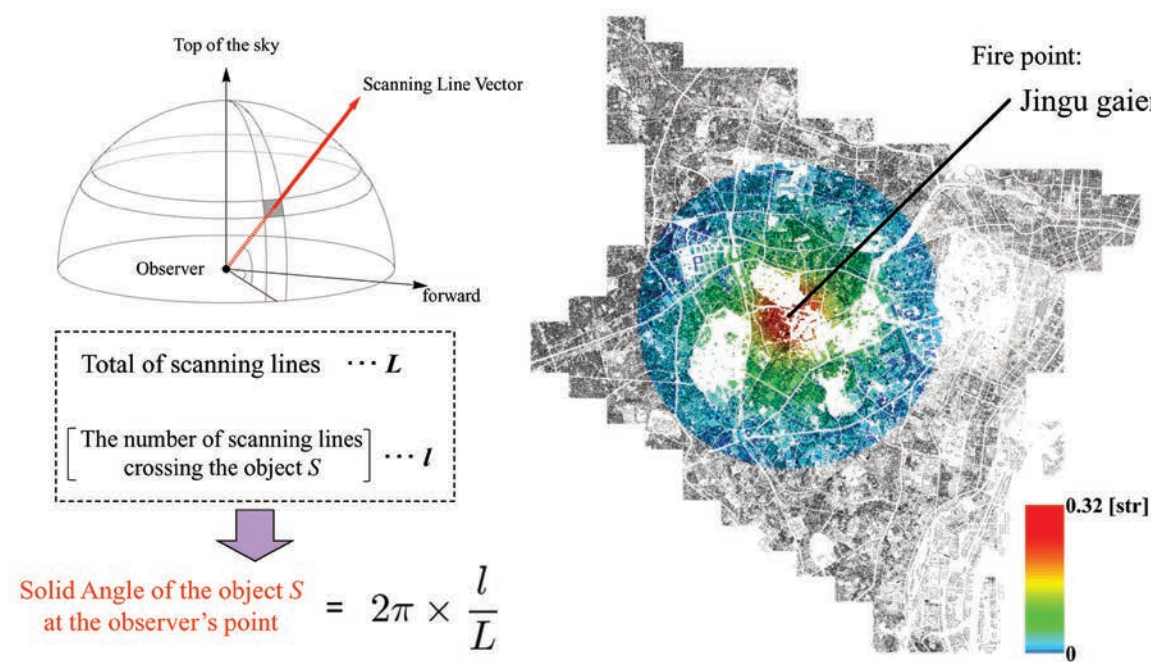 Top of the sky
Scanning Line Vector
Observer
forward
Total of scanning lines ··· L
[The number of scanning lines
crossing the object S] ··· l
Solid Angle of the object S
at the observer's point
= 2π × l/L
Fire point:
Jingu gaien
0.32 [str]
0